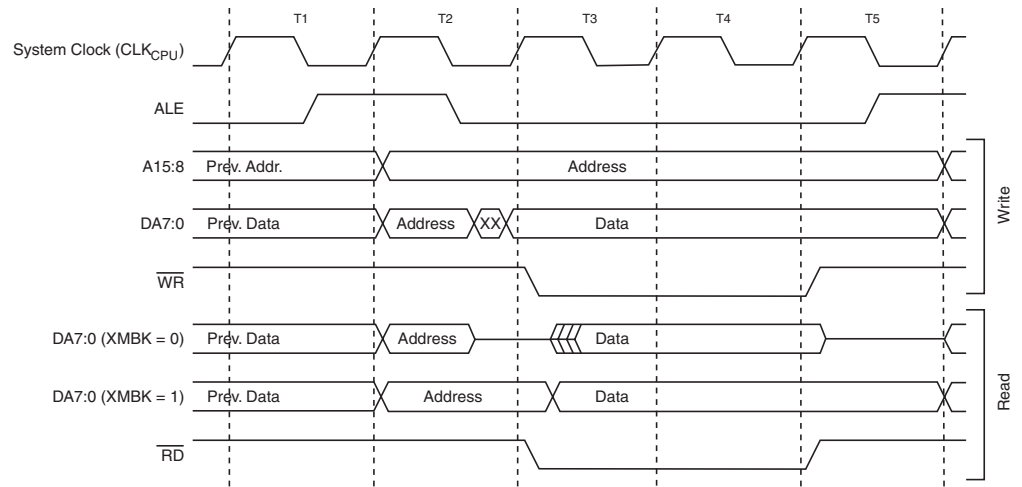 T1 T2 T3 T4 T5
System Clock (CLKCPU)
ALE
A15:8 Prev. Addr. Address
DA7:0 Prev. Data Address XX Data
WR
Write
DA7:0 (XMBK = 0) Prev. Data Address Data
DA7:0 (XMBK = 1) Prev. Data Address Data
RD
Read